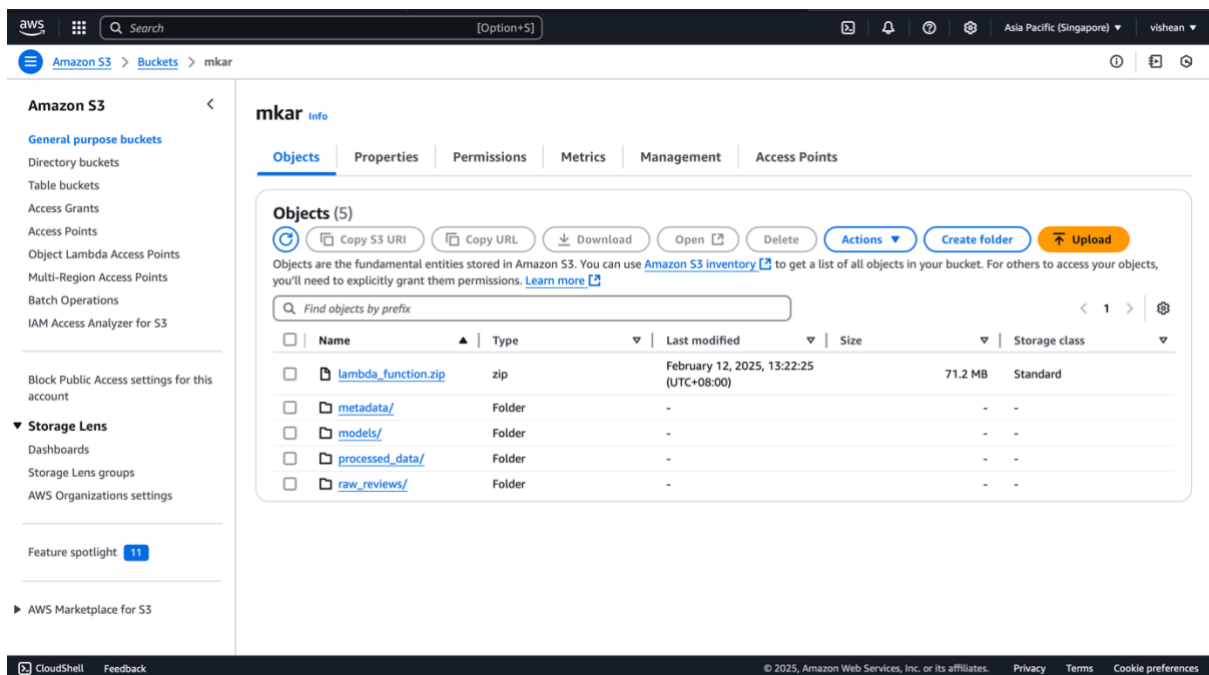 aws Search [Option+S] Asia Pacific (Singapore) ▼ vishean ▼
Amazon S3 > Buckets > mkar
Amazon S3
General purpose buckets
Directory buckets
Table buckets
Access Grants
Access Points
Object Lambda Access Points
Multi-Region Access Points
Batch Operations
IAM Access Analyzer for S3
Block Public Access settings for this
account
Storage Lens
Dashboards
Storage Lens groups
AWS Organizations settings
Feature spotlight 11
AWS Marketplace for S3
mkar Info
Objects Properties Permissions Metrics Management Access Points
Objects (5)
Copy S3 URI Copy URL Download Open Delete Actions ▼ Create folder Upload
Objects are the fundamental entities stored in Amazon S3. You can use Amazon S3 inventory to get a list of all objects in your bucket. For others to access your objects,
you'll need to explicitly grant them permissions. Learn more
Find objects by prefix < 1 >
Name Type Last modified Size Storage class
lambda_function.zip zip February 12, 2025, 13:22:25 71.2 MB Standard
(UTC+08:00)
metadata/ Folder - - -
models/ Folder - - -
processed_data/ Folder - - -
raw_reviews/ Folder - - -
CloudShell Feedback © 2025, Amazon Web Services, Inc. or its affiliates. Privacy Terms Cookie preferences